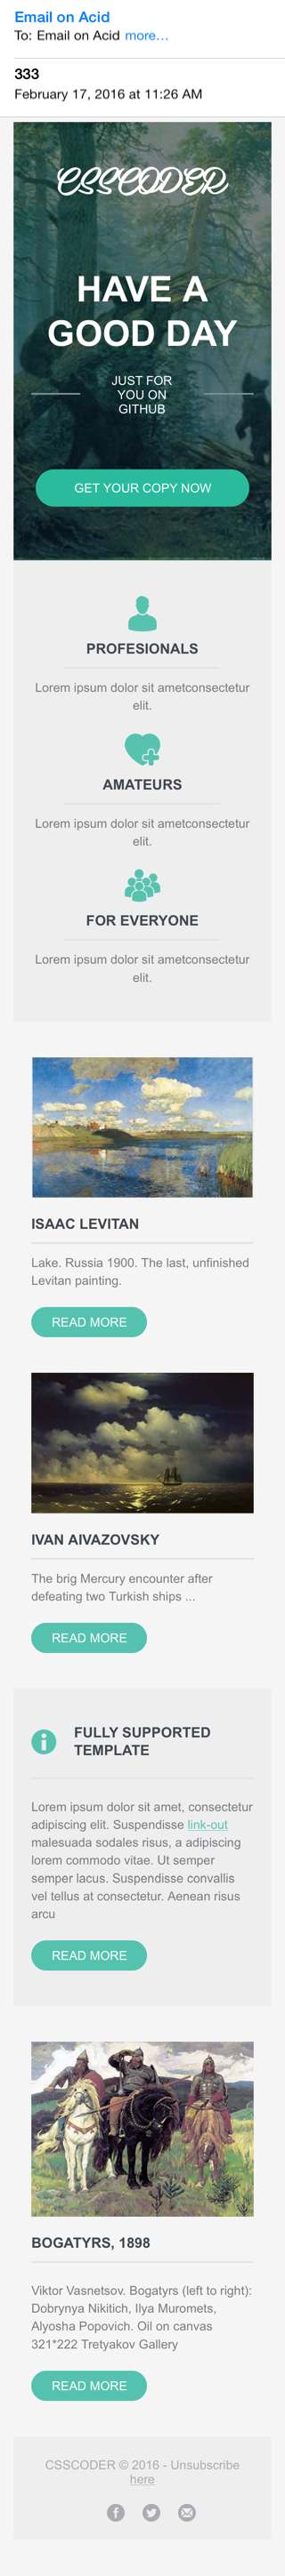 Email on Acid
To: Email on Acid more...
333
February 17, 2016 at 11:26 AM
CSSCODER
HAVE A
GOOD DAY
JUST FOR
YOU ON
GITHUB
GET YOUR COPY NOW
PROFESIONALS
Lorem ipsum dolor sit ametconsectetur
elit.
AMATEURS
Lorem ipsum dolor sit ametconsectetur
elit.
FOR EVERYONE
Lorem ipsum dolor sit ametconsectetur
elit.
ISAAC LEVITAN
Lake. Russia 1900. The last, unfinished
Levitan painting.
READ MORE
IVAN AIVAZOVSKY
The brig Mercury encounter after
defeating two Turkish ships ...
READ MORE
FULLY SUPPORTED
TEMPLATE
Lorem ipsum dolor sit amet, consectetur
adipiscing elit. Suspendisse link-out
malesuada sodales risus, a adipiscing
lorem commodo vitae. Ut semper
semper lacus. Suspendisse convallis
vel tellus at consectetur. Aenean risus
arcu
READ MORE
BOGATYRS, 1898
Viktor Vasnetsov. Bogatyrs (left to right):
Dobrynya Nikitich, Ilya Muromets,
Alyosha Popovich. Oil on canvas
321*222 Tretyakov Gallery
READ MORE
CSSCODER © 2016 - Unsubscribe
here